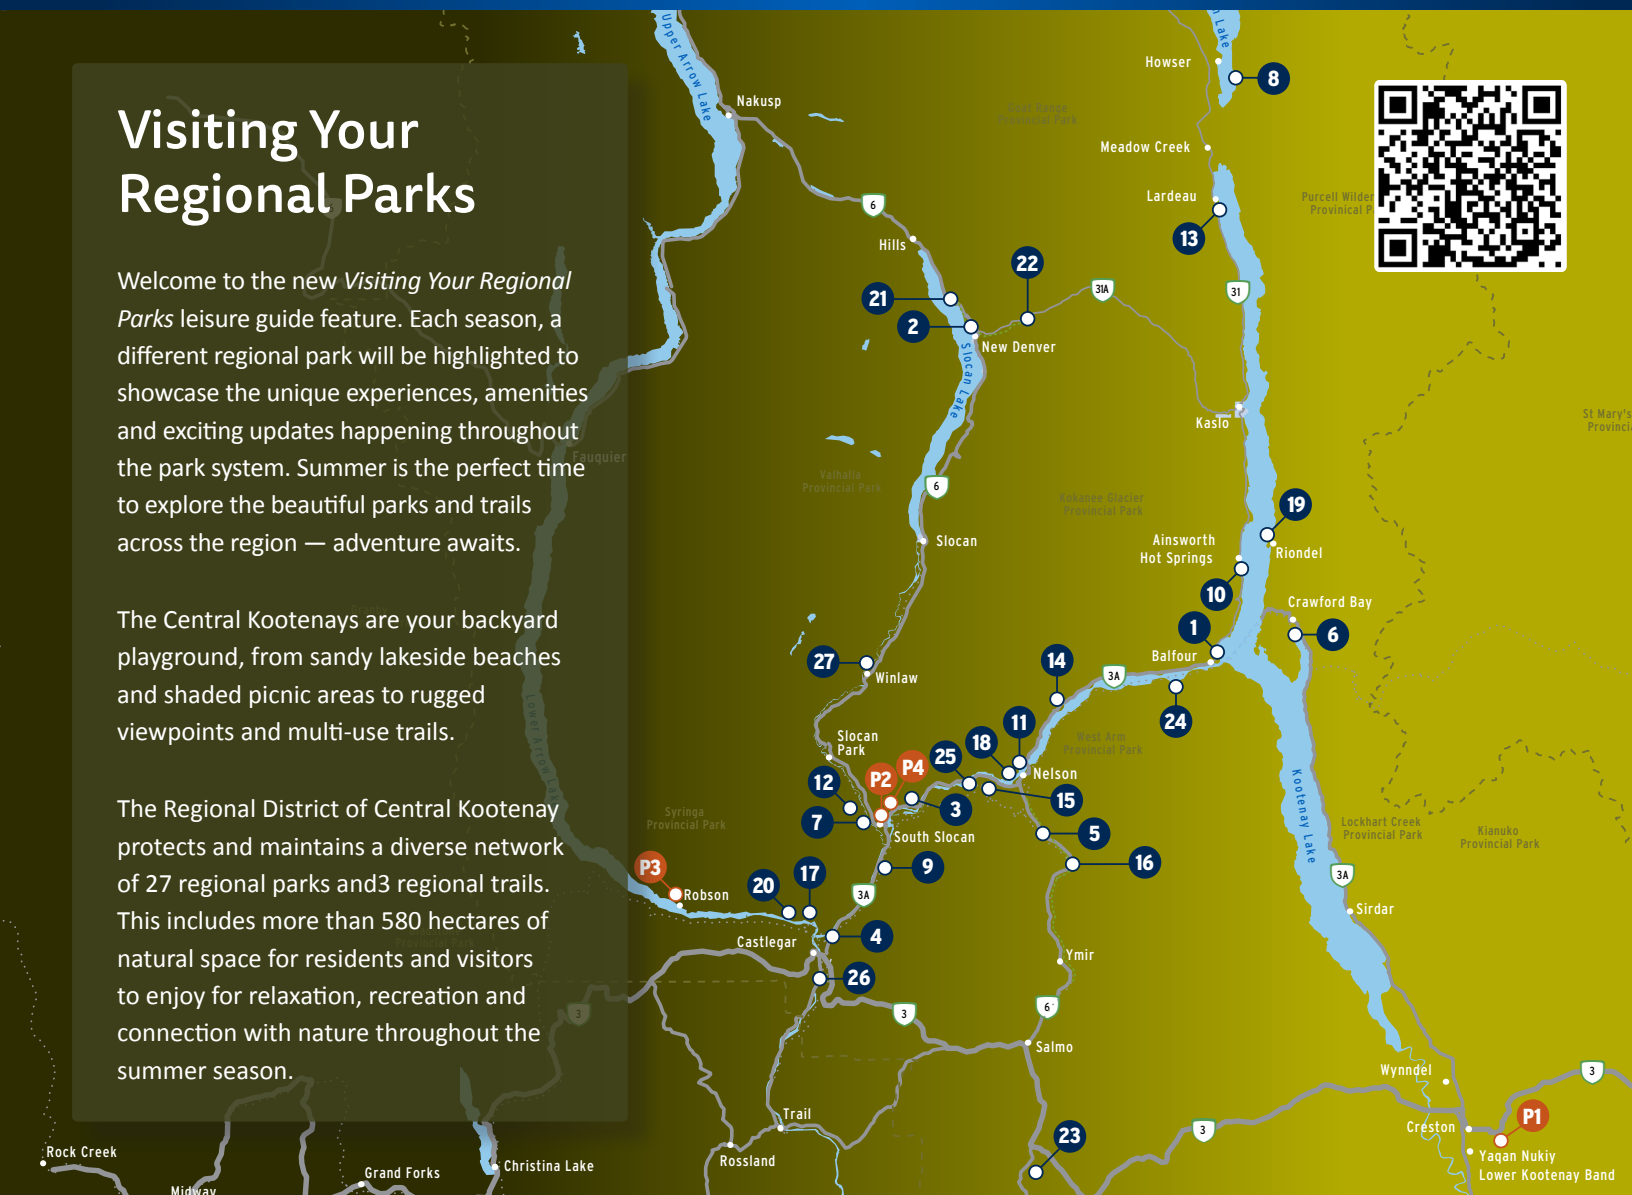 Visiting Your
Regional Parks
Welcome to the new Visiting Your Regional
Parks leisure guide feature. Each season, a
different regional park will be highlighted to
showcase the unique experiences, amenities
and exciting updates happening throughout
the park system. Summer is the perfect time
to explore the beautiful parks and trails
across the region — adventure awaits.
The Central Kootenays are your backyard
playground, from sandy lakeside beaches
and shaded picnic areas to rugged
viewpoints and multi-use trails.
The Regional District of Central Kootenay
protects and maintains a diverse network
of 27 regional parks and3 regional trails.
This includes more than 580 hectares of
natural space for residents and visitors
to enjoy for relaxation, recreation and
connection with nature throughout the
summer season.
Upper Arrow Lake
Nakusp
Lake
Howser
8
Goat Range
Provincial Park
Meadow Creek
Lardeau
13
Purcell Wilder
Provinical P
6
Hills
22
21
2
31A
31
New Denver
Slocan Lake
Kaslo
St Mary's
Provincia
Fauquier
Valhalla
Provincial Park
6
Kokanee Glacier
Provincial Park
19
Slocan
Ainsworth
Hot Springs
Riondel
10
Crawford Bay
1
6
Balfour
27
Winlaw
14
3A
24
Lower Arrow Lake
Slocan
Park
11
18
25
West Arm
Provincial Park
P4
P2
Nelson
12
3
15
7
Syringa
Provincial Park
South Slocan
5
Kootenay Lake
Lockhart Creek
Provincial Park
Kianuko
Provincial Park
9
16
P3
Robson
20
17
3A
3A
Sirdar
4
Castlegar
Provincial Park
Ymir
26
3
3
6
Salmo
Wynndel
3
Trail
3
P1
Creston
23
Rossland
Yaqan Nukiy
Lower Kootenay Band
Rock Creek
Midway
Grand Forks
Christina Lake